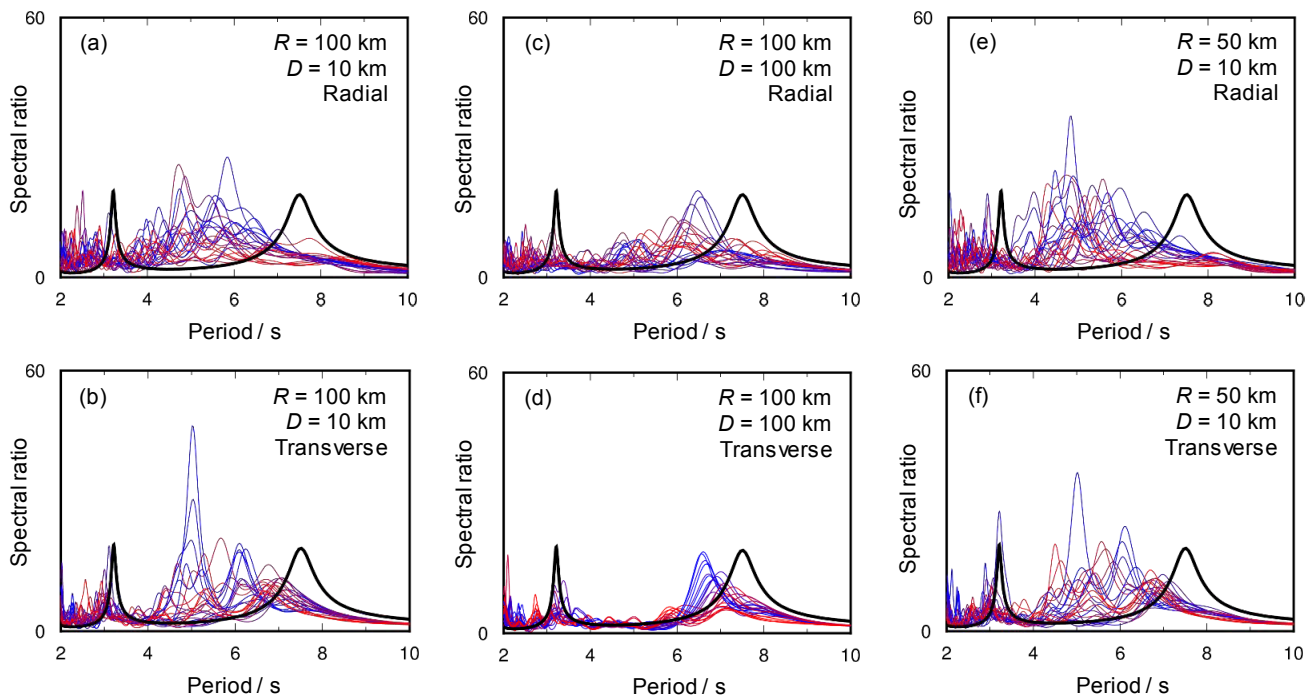 60
(a)
R = 100 km
D = 10 km
Radial
Spectral ratio
0
2 4 6 8 10
Period / s
(c)
R = 100 km
D = 100 km
Radial
Spectral ratio
0
2 4 6 8 10
Period / s
60
(e)
R = 50 km
D = 10 km
Radial
Spectral ratio
0
2 4 6 8 10
Period / s
60
(b)
R = 100 km
D = 10 km
Transverse
Spectral ratio
0
2 4 6 8 10
Period / s
60
(d)
R = 100 km
D = 100 km
Transverse
Spectral ratio
0
2 4 6 8 10
Period / s
60
(f)
R = 50 km
D = 10 km
Transverse
Spectral ratio
0
2 4 6 8 10
Period / s
60